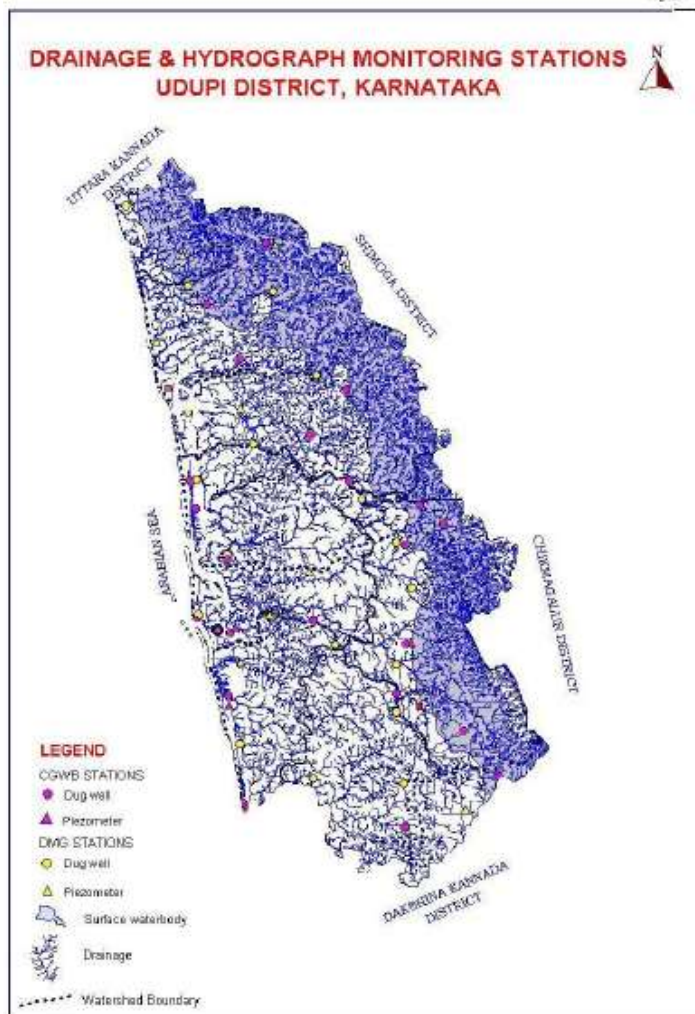 DRAINAGE & HYDROGRAPH MONITORING STATIONS
UDUPI DISTRICT, KARNATAKA
N
UTTARA KANNADA
DISTRICT
SHIMOGA DISTRICT
ARABIAN SEA
CHIKMAGALUR DISTRICT
DAKSHINA KANNADA
DISTRICT
LEGEND
CGWB STATIONS
Dug well
Piezometer
DMG STATIONS
Dug well
Piezometer
Surface waterbody
Drainage
Watershed Boundary